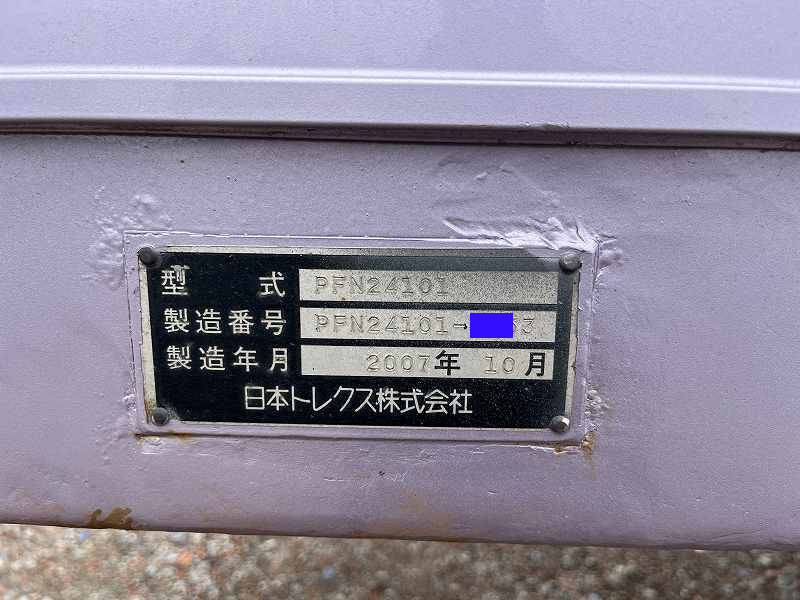 型式 PFN24101
製造番号 PFN24101-3
製造年月 2007年 10月
日本トレクス株式会社